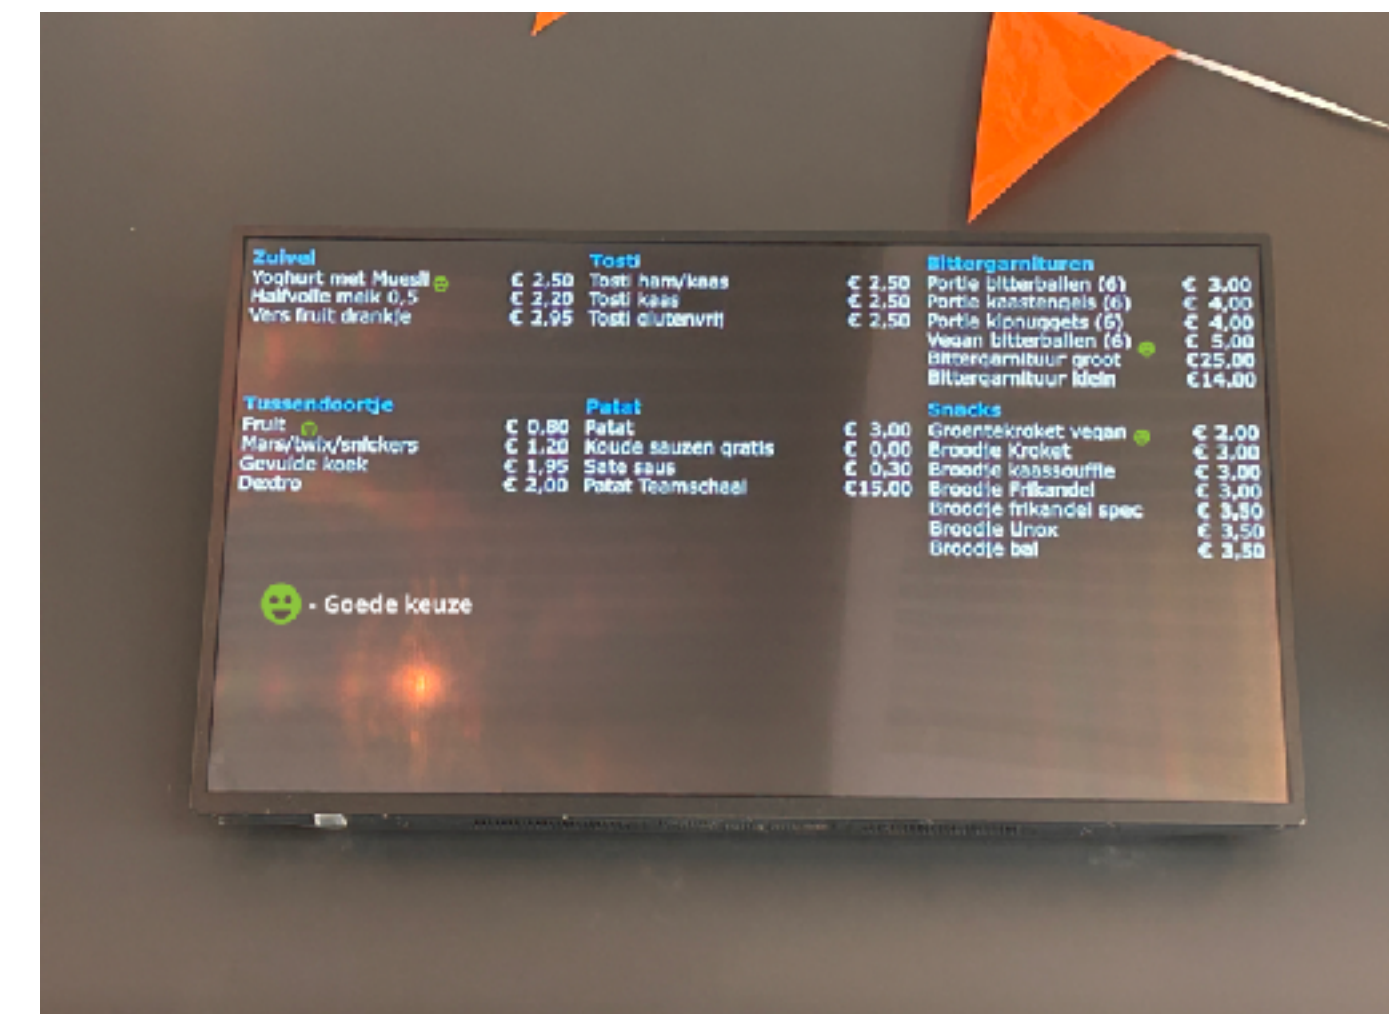 Zuivel
Yoghurt met Muesli € 2,50
Halfvolle melk 0,5 € 2,20
Vers fruit drankje € 2,95
Tosti
Tosti ham/kaas € 2,50
Tosti kaas € 2,50
Tosti glutenvrij € 2,50
Bittergarnituren
Portie bitterballen (6) € 3,00
Portie kaastengels (6) € 4,00
Portie kipnuggets (6) € 4,00
Vegan bitterballen (6) € 5,00
Bittergarnituur groot €25,00
Bittergarnituur klein €14,00
Tussendoortje
Fruit € 0,80
Mars/twix/snickers € 1,20
Gevulde koek € 1,95
Dextro € 2,00
Patat
Patat € 3,00
Koude sauzen gratis € 0,00
Sate saus € 0,30
Patat Teamschaal €15,00
Snacks
Groentekroket vegan € 2,00
Broodje Kroket € 3,00
Broodje kaassouffle € 3,00
Broodje Frikandel € 3,00
Broodje frikandel spec € 3,50
Broodje Unox € 3,50
Broodje bal € 3,50
- Goede keuze